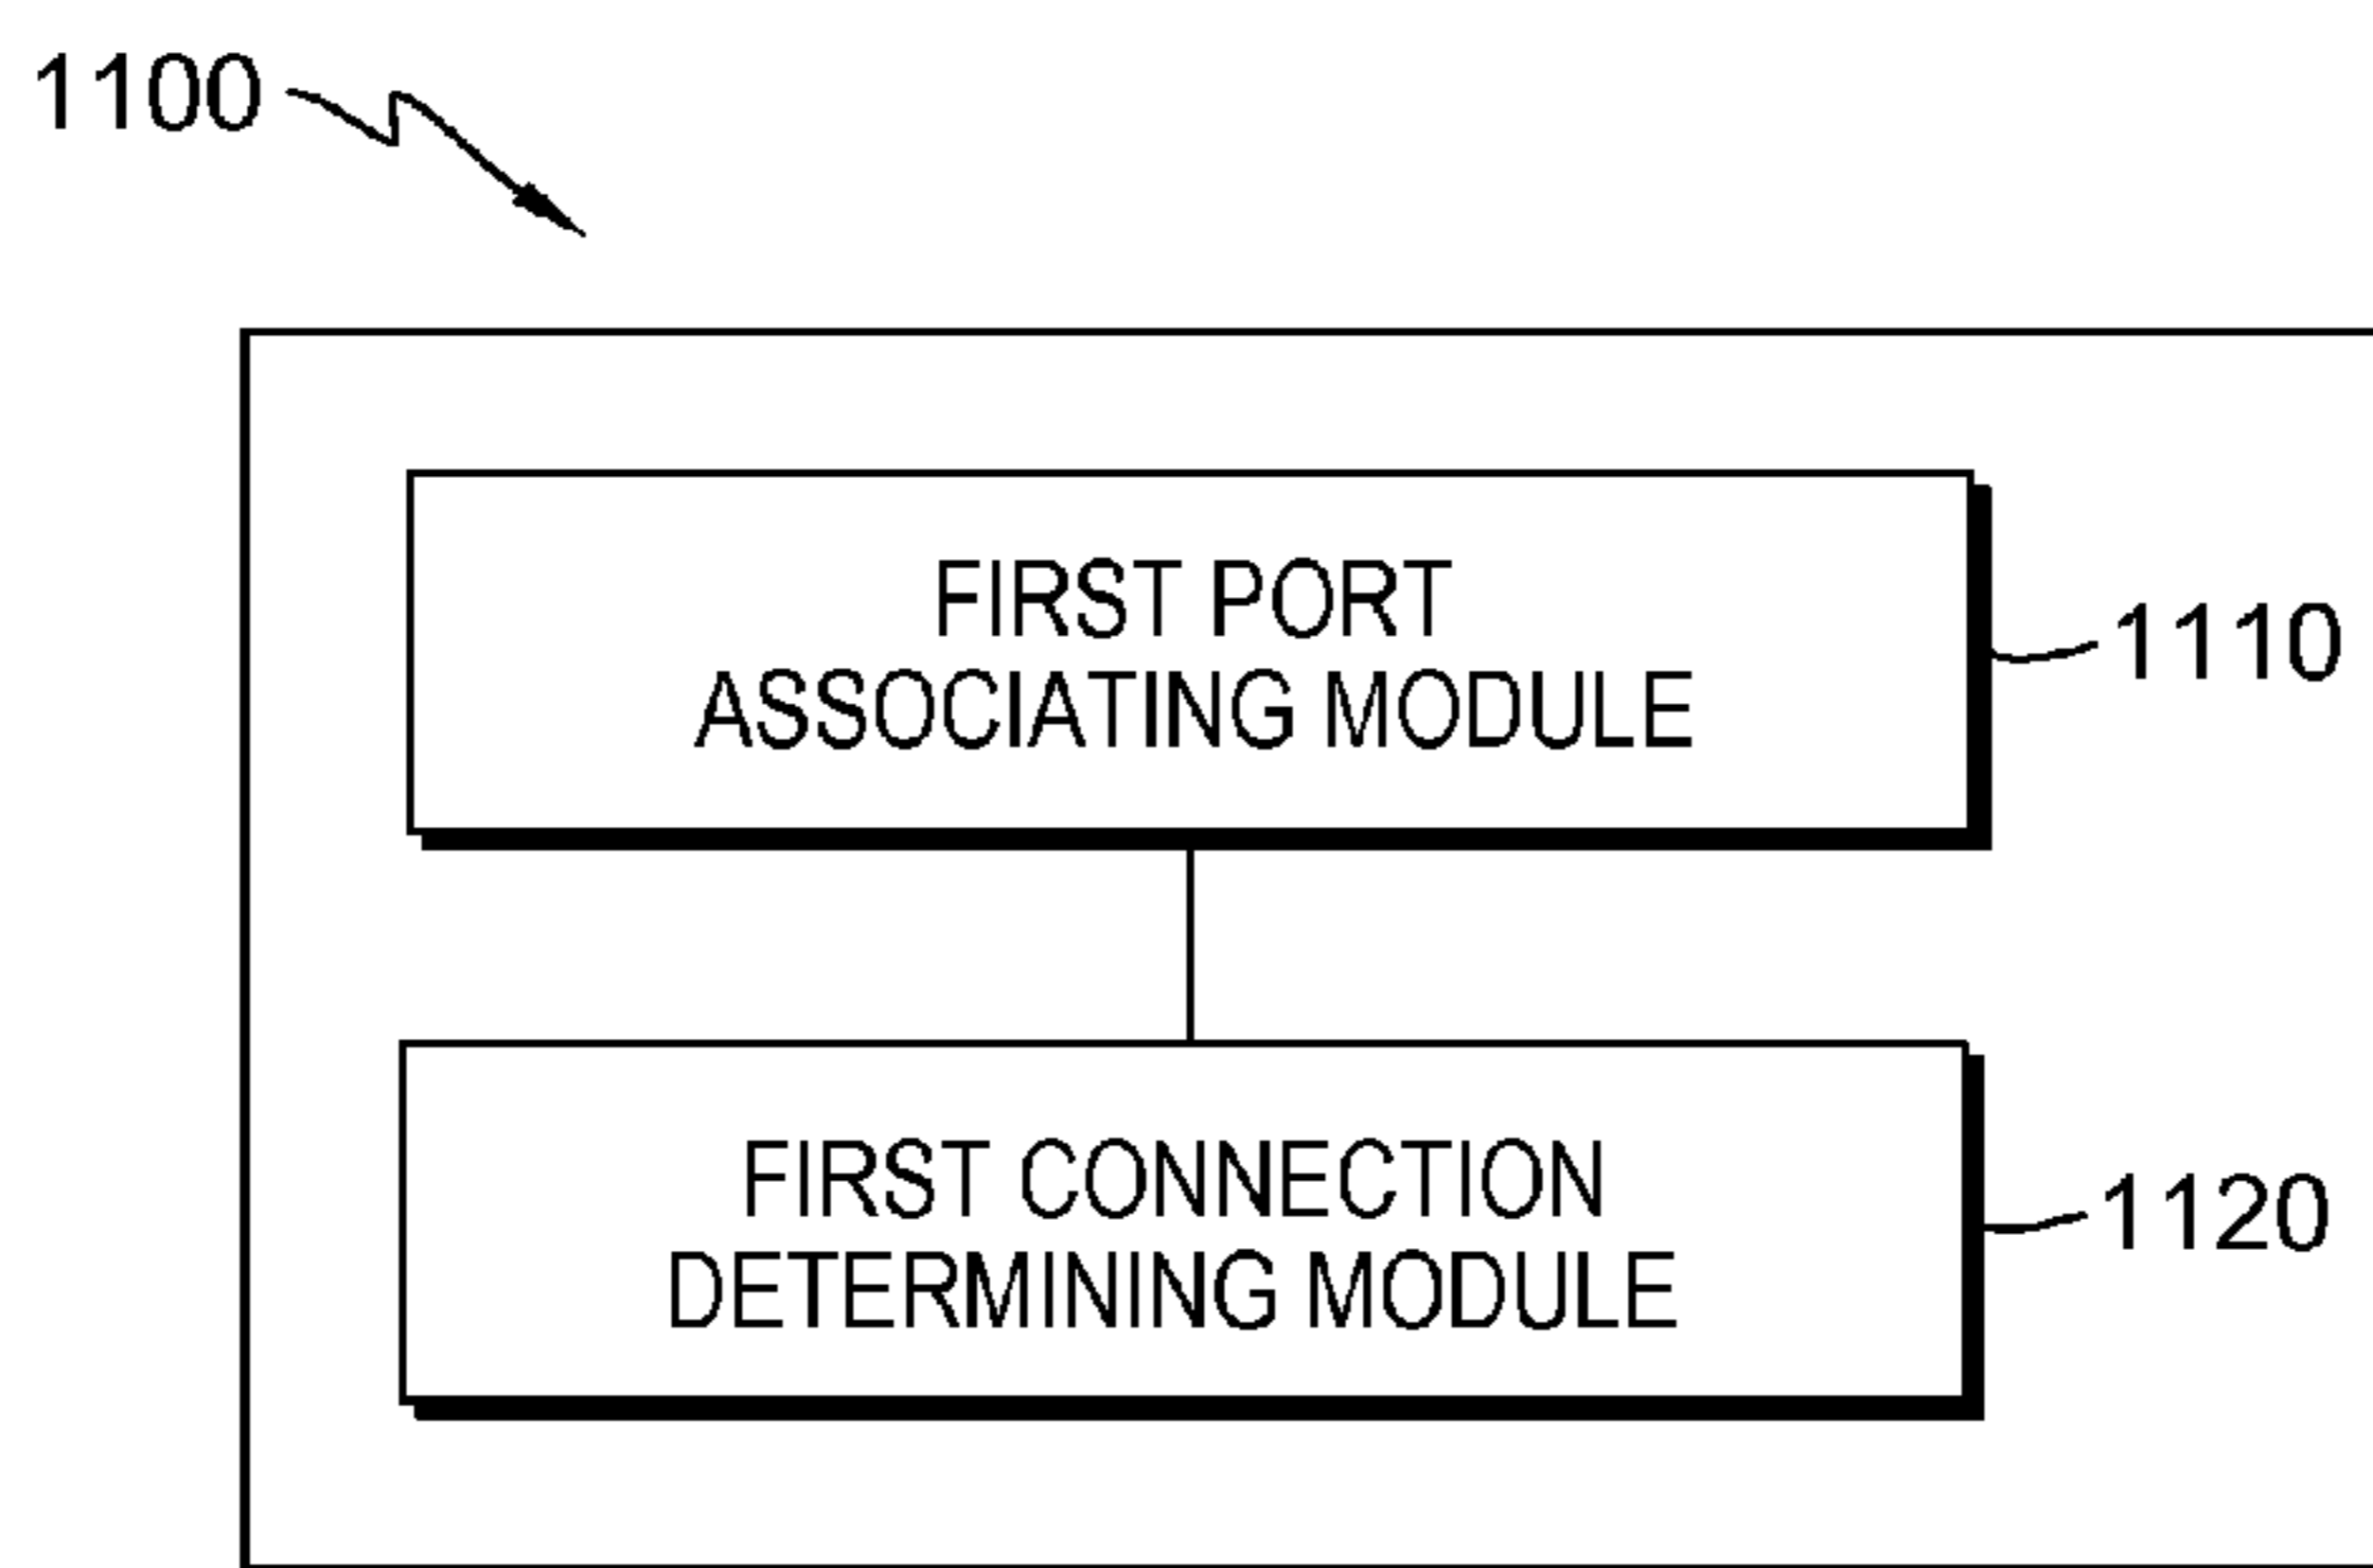 1100
FIRST PORT
ASSOCIATING MODULE
1110
FIRST CONNECTION
DETERMINING MODULE
1120